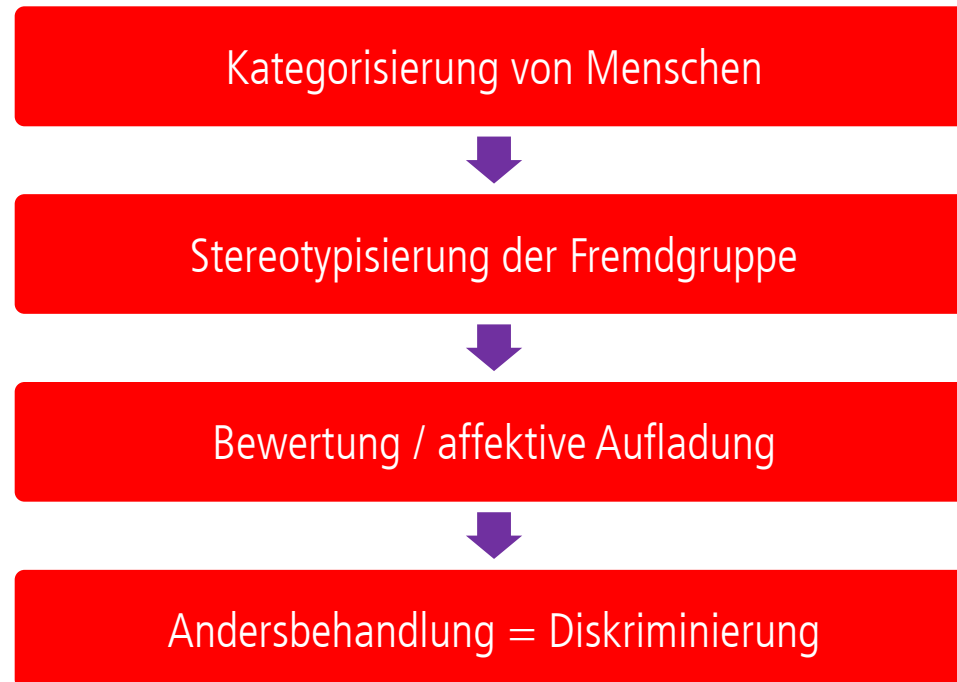 Kategorisierung von Menschen
Stereotypisierung der Fremdgruppe
Bewertung / affektive Aufladung
Andersbehandlung = Diskriminierung